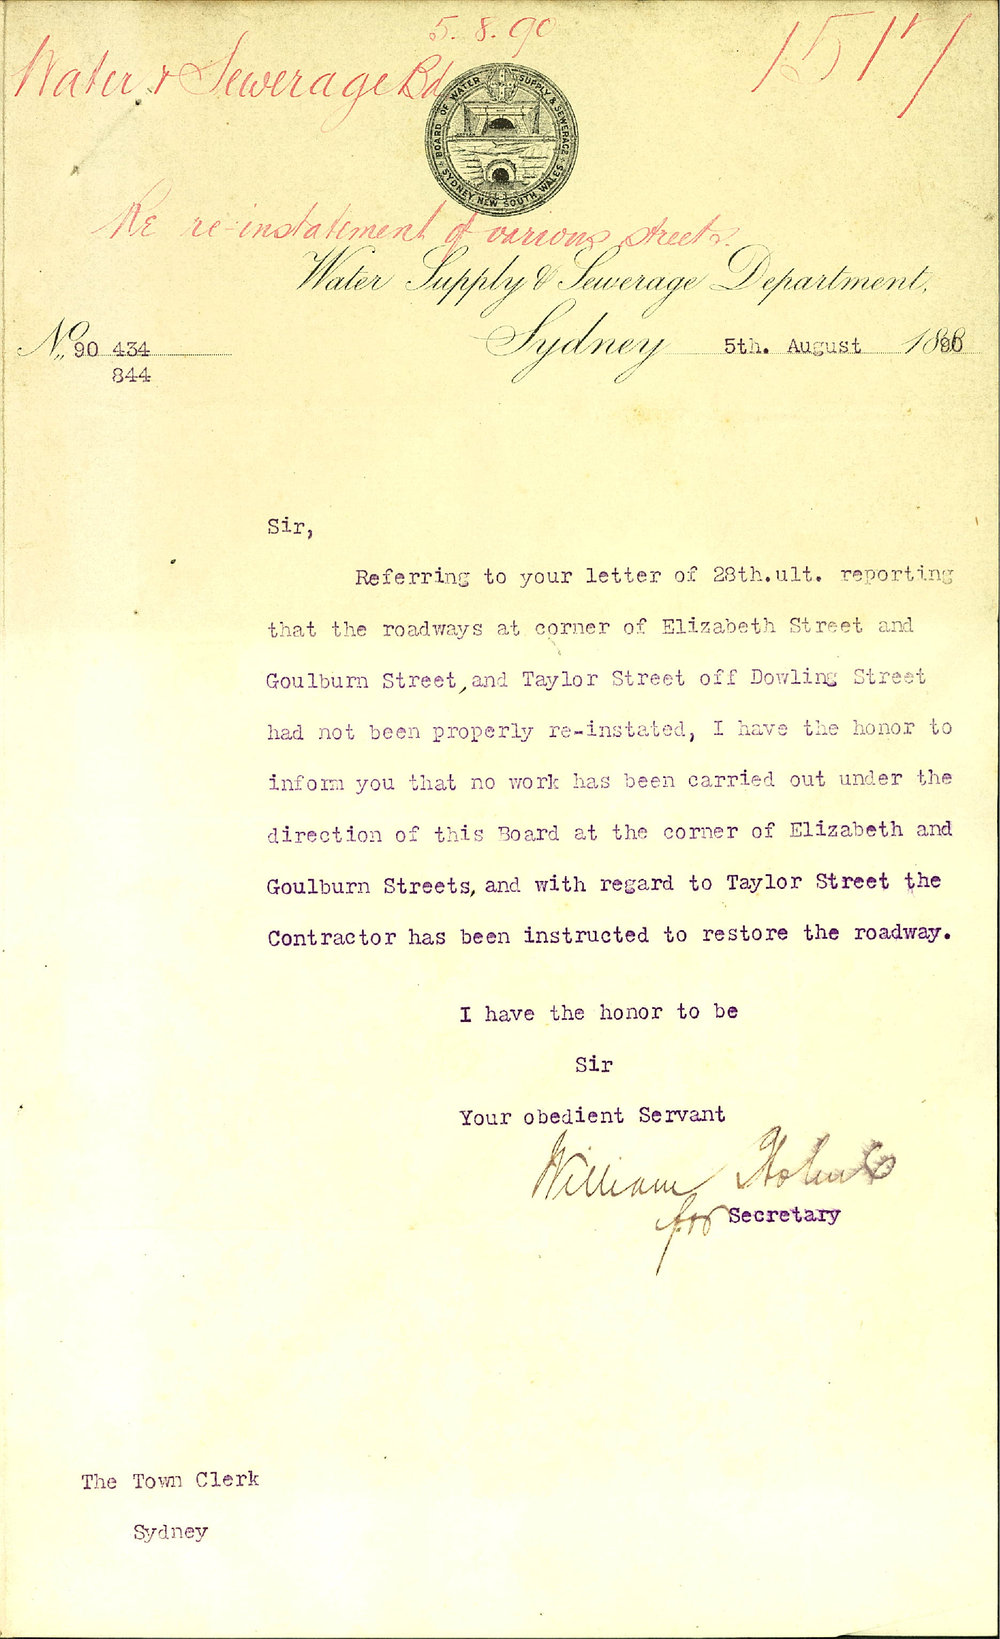 5.8.90
Water & Sewerage Bd
BOARD OF WATER SUPPLY & SEWERAGE
SYDNEY, NEW SOUTH WALES
Re re-instatement of various streets.
Water Supply & Sewerage Department,
No. 90 434
844
Sydney 5th. August 1890
Sir,
Referring to your letter of 28th.ult. reporting
that the roadways at corner of Elizabeth Street and
Goulburn Street, and Taylor Street off Dowling Street
had not been properly re-instated, I have the honor to
inform you that no work has been carried out under the
direction of this Board at the corner of Elizabeth and
Goulburn Streets, and with regard to Taylor Street the
Contractor has been instructed to restore the roadway.
I have the honor to be
Sir
Your obedient Servant
William Holmes
for Secretary
The Town Clerk
Sydney